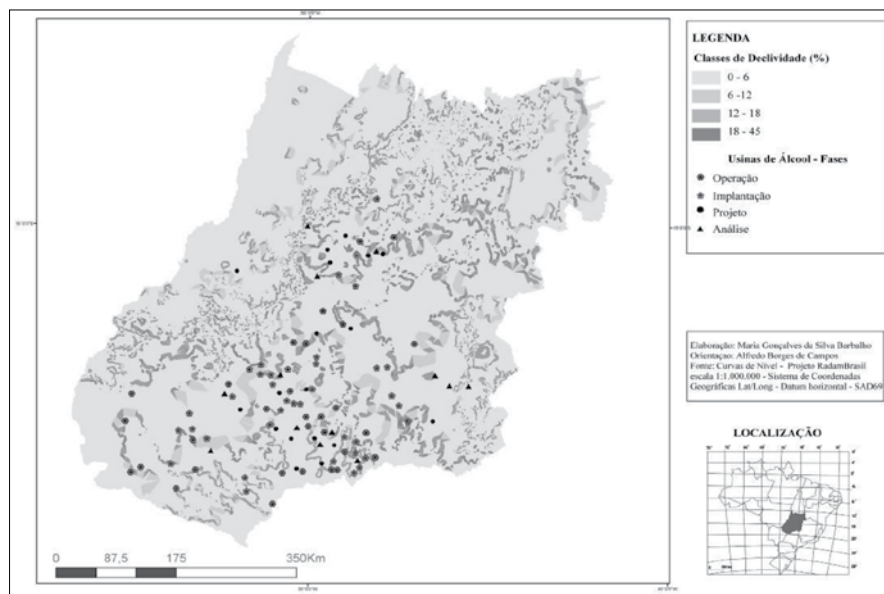 LEGENDA
Classes de Declividade (%)
0 - 6
6 -12
12 - 18
18 - 45
Usinas de Álcool - Fases
Operação
Implantação
Projeto
Análise
Elaboração: Maria Gonçalves da Silva Barbalho
Orientaçao: Alfredo Borges de Campos
Fonte: Curvas de Nível - Projeto RadamBrasil
escala 1:1.000.000 - Sistema de Coordenadas
Geográficas Lat/Long - Datum horizontal - SAD69
LOCALIZAÇÃO
0 87,5 175 350Km